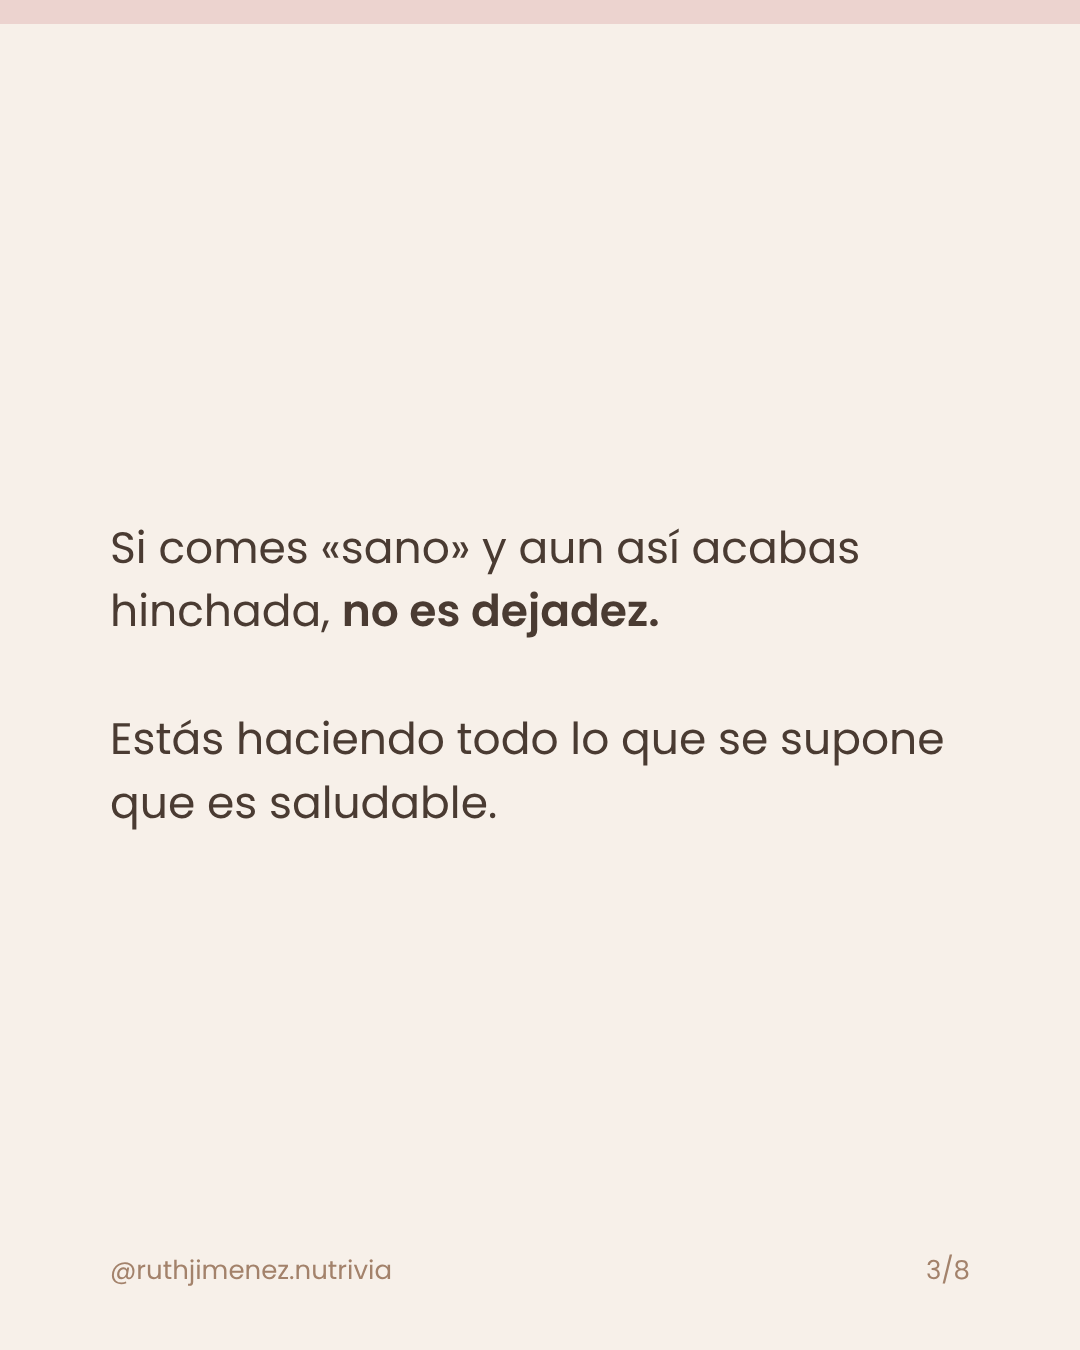 Si comes «sano» y aun así acabas
hinchada, no es dejadez.
Estás haciendo todo lo que se supone
que es saludable.
@ruthjimenez.nutrivia
3/8